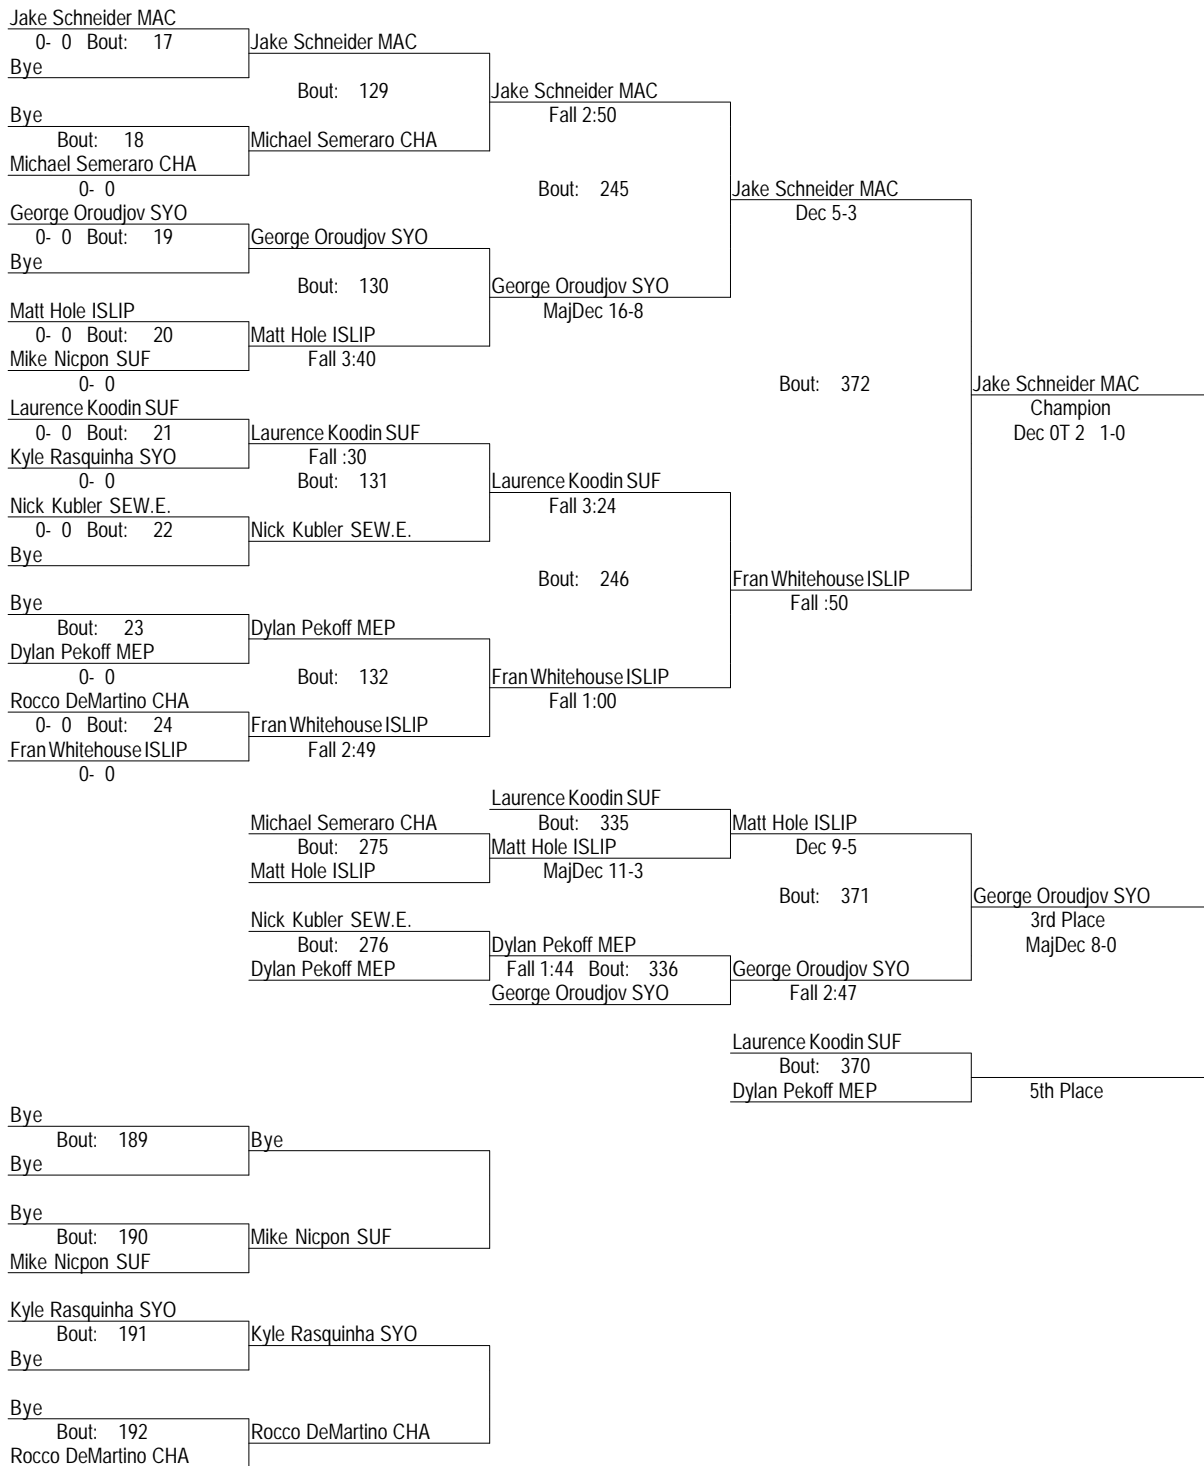 Jake Schneider MAC
0- 0 Bout: 17 Jake Schneider MAC
Bye
Bout: 129 Jake Schneider MAC
Bye Fall 2:50
Bout: 18 Michael Semeraro CHA
Michael Semeraro CHA
0- 0 Bout: 245 Jake Schneider MAC
George Oroudjov SYO Dec 5-3
0- 0 Bout: 19 George Oroudjov SYO
Bye
Bout: 130 George Oroudjov SYO
Matt Hole ISLIP MajDec 16-8
0- 0 Bout: 20 Matt Hole ISLIP
Mike Nicpon SUF Fall 3:40
0- 0 Bout: 372 Jake Schneider MAC
Laurence Koodin SUF Champion
0- 0 Bout: 21 Laurence Koodin SUF Dec 0T 2 1-0
Kyle Rasquinha SYO Fall :30
0- 0 Bout: 131 Laurence Koodin SUF
Nick Kubler SEW.E. Fall 3:24
0- 0 Bout: 22 Nick Kubler SEW.E.
Bye
Bout: 246 Fran Whitehouse ISLIP
Bye Fall :50
Bout: 23 Dylan Pekoff MEP
Dylan Pekoff MEP
0- 0 Bout: 132 Fran Whitehouse ISLIP
Rocco DeMartino CHA Fall 1:00
0- 0 Bout: 24 Fran Whitehouse ISLIP
Fran Whitehouse ISLIP Fall 2:49
0- 0
Laurence Koodin SUF
Michael Semeraro CHA Bout: 335 Matt Hole ISLIP
Bout: 275 Matt Hole ISLIP Dec 9-5
Matt Hole ISLIP MajDec 11-3
Bout: 371 George Oroudjov SYO
Nick Kubler SEW.E. 3rd Place
Bout: 276 Dylan Pekoff MEP MajDec 8-0
Dylan Pekoff MEP Fall 1:44 Bout: 336 George Oroudjov SYO
George Oroudjov SYO Fall 2:47
Laurence Koodin SUF
Bout: 370
Dylan Pekoff MEP 5th Place
Bye
Bout: 189 Bye
Bye
Bye
Bout: 190 Mike Nicpon SUF
Mike Nicpon SUF
Kyle Rasquinha SYO
Bout: 191 Kyle Rasquinha SYO
Bye
Bye
Bout: 192 Rocco DeMartino CHA
Rocco DeMartino CHA